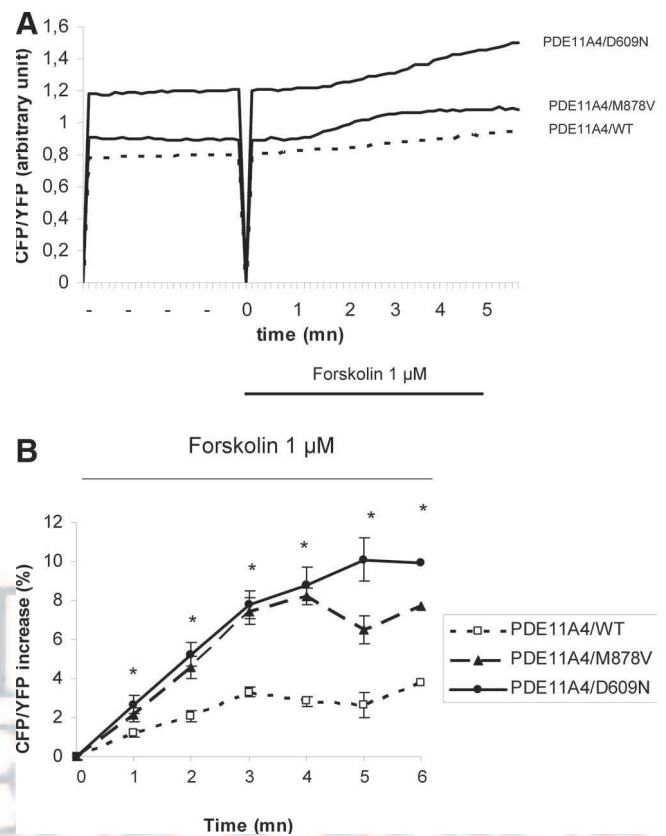 A
CFP/YFP (arbitrary unit)
1,6
1,4
1,2
1
0,8
0,6
0,4
0,2
0
PDE11A4/D609N
PDE11A4/M878V
PDE11A4/WT
- - - - 0 1 2 3 4 5
time (mn)
Forskolin 1 µM
B
Forskolin 1 µM
CFP/YFP increase (%)
12
10
8
6
4
2
0
* * * * * *
PDE11A4/WT
PDE11A4/M878V
PDE11A4/D609N
0 1 2 3 4 5 6
Time (mn)